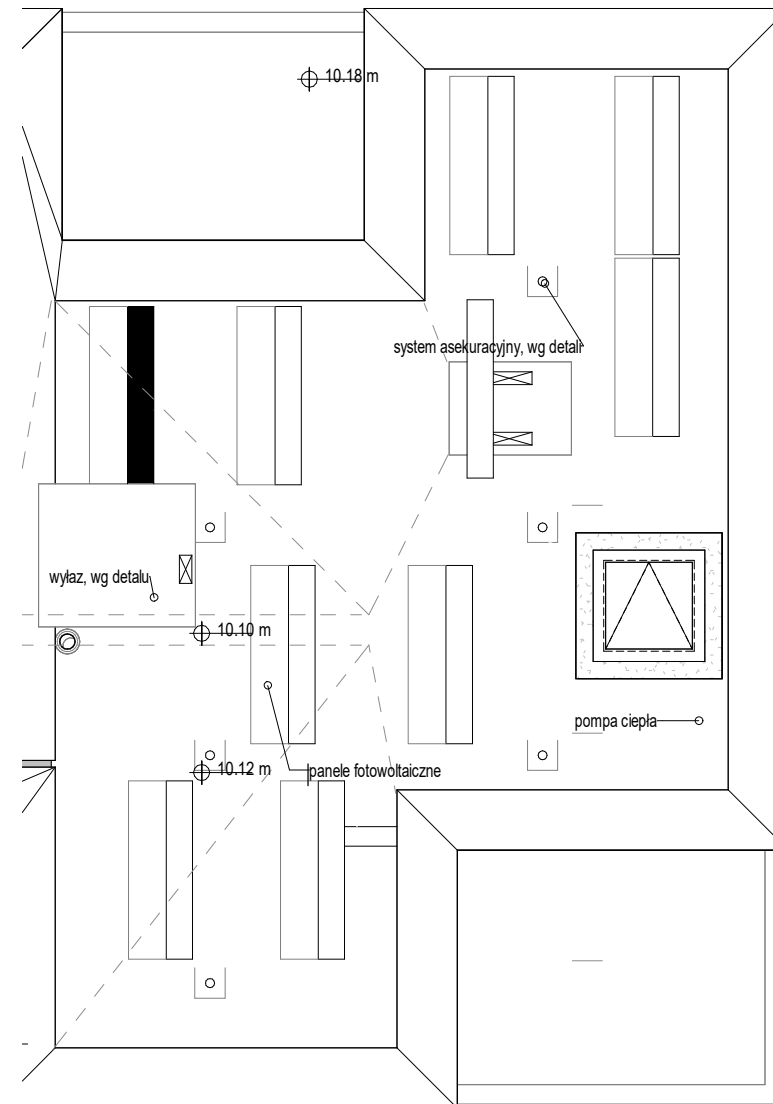 10.18 m
system asekuracyjny, wg detali
wyłaz, wg detalu
10.10 m
pompa ciepła
10.12 m
panele fotowoltaiczne